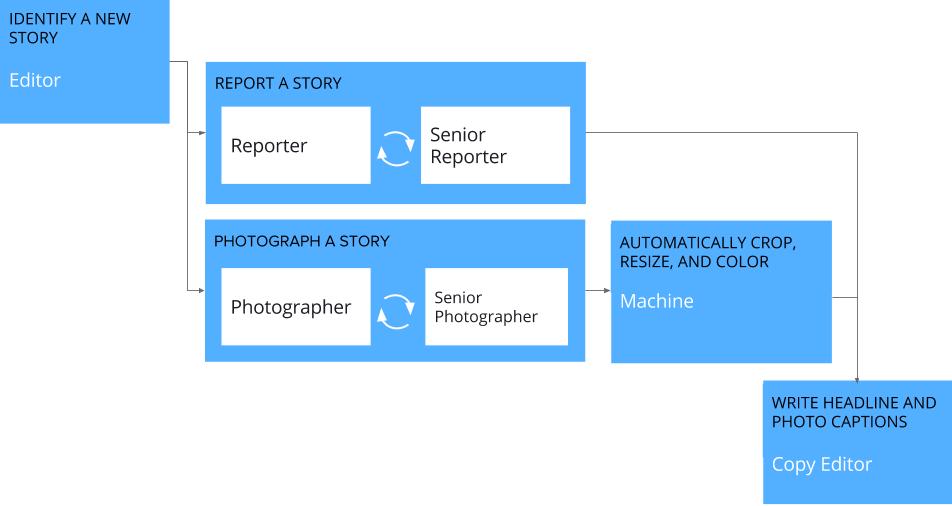 IDENTIFY A NEW
STORY
Editor
REPORT A STORY
Reporter
Senior
Reporter
PHOTOGRAPH A STORY
Photographer
Senior
Photographer
AUTOMATICALLY CROP,
RESIZE, AND COLOR
Machine
WRITE HEADLINE AND
PHOTO CAPTIONS
Copy Editor